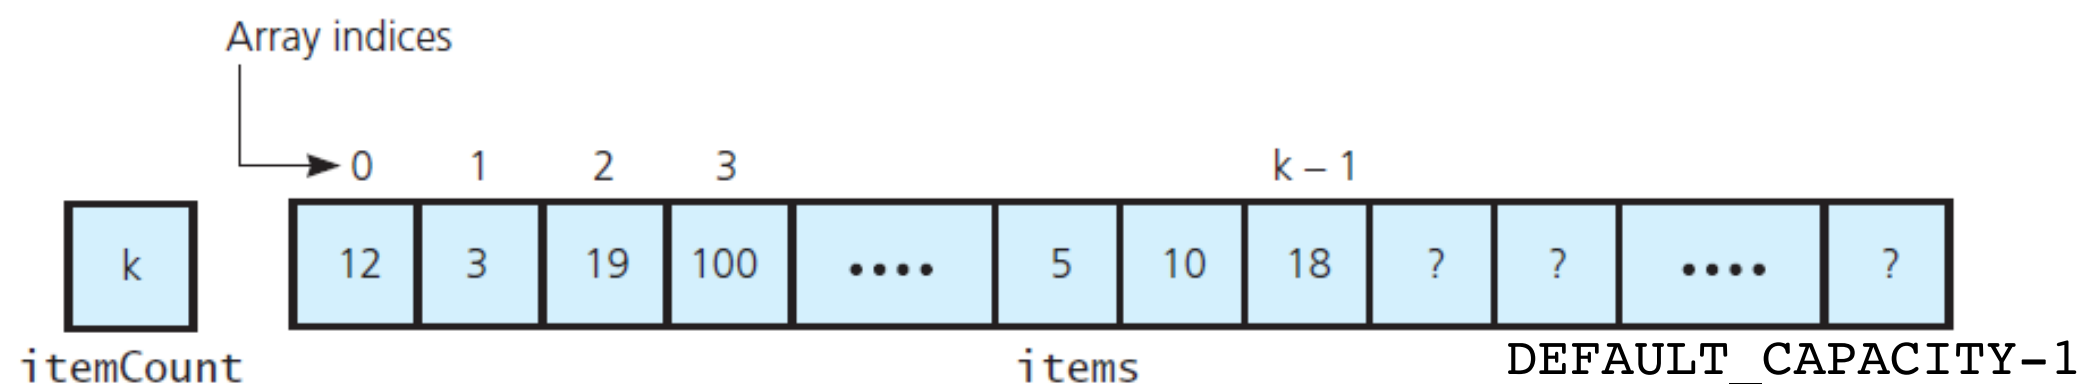 Array indices
0 1 2 3 k – 1
k 12 3 19 100 •••• 5 10 18 ? ? •••• ?
itemCount items DEFAULT_CAPACITY-1